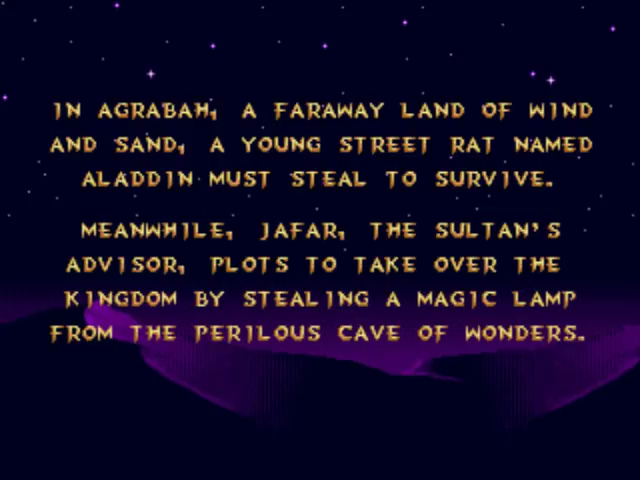 IN AGRABAH, A FARAWAY LAND OF WIND
AND SAND, A YOUNG STREET RAT NAMED
ALADDIN MUST STEAL TO SURVIVE.
MEANWHILE, JAFAR, THE SULTAN'S
ADVISOR, PLOTS TO TAKE OVER THE
KINGDOM BY STEALING A MAGIC LAMP
FROM THE PERILOUS CAVE OF WONDERS.